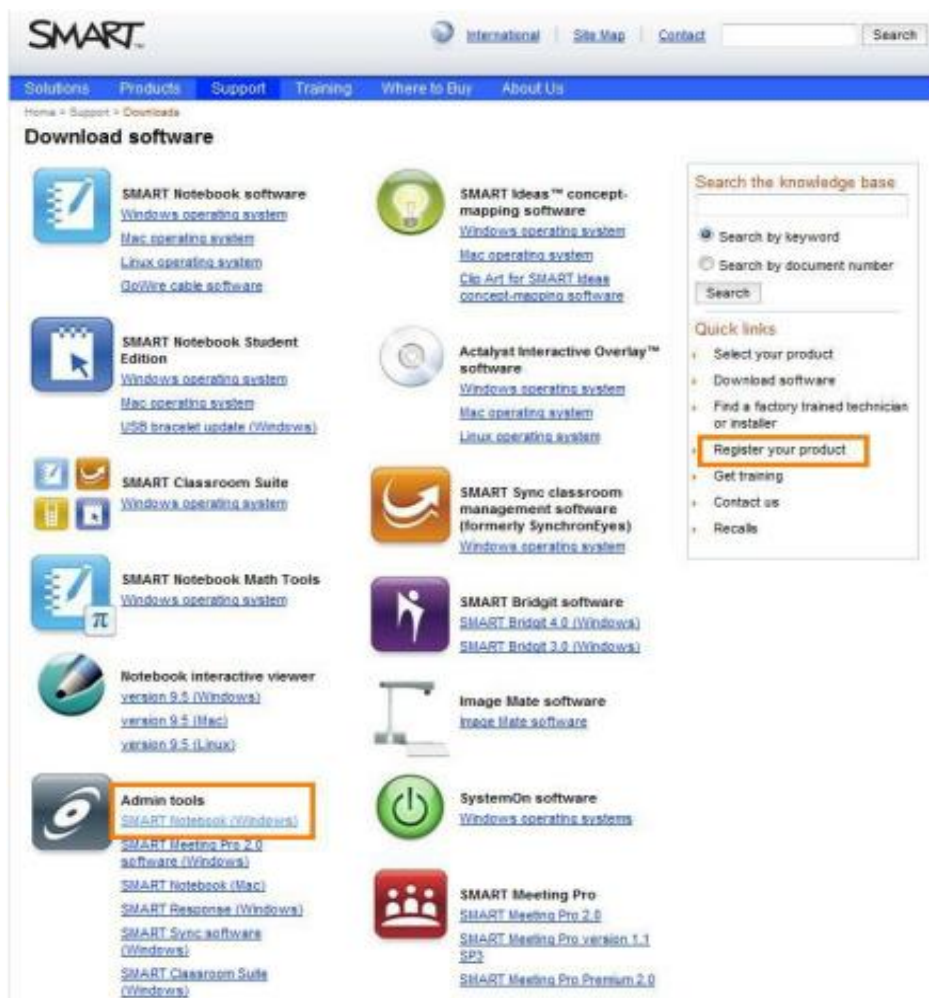 SMART™
International | Site Map | Contact
Search
Solutions Products Support Training Where to Buy About Us
Home > Support > Downloads
Download software
SMART Notebook software
Windows operating system
Mac operating system
Linux operating system
GoWire cable software
SMART Notebook Student
Edition
Windows operating system
Mac operating system
USB bracelet update (Windows)
SMART Classroom Suite
Windows operating system
SMART Notebook Math Tools
Windows operating system
π
Notebook interactive viewer
version 9.5 (Windows)
version 9.5 (Mac)
version 9.5 (Linux)
Admin tools
SMART Notebook (Windows)
SMART Meeting Pro 2.0
software (Windows)
SMART Notebook (Mac)
SMART Response (Windows)
SMART Sync software
(Windows)
SMART Classroom Suite
(Windows)
SMART Ideas™ concept-
mapping software
Windows operating system
Mac operating system
Clip Art for SMART Ideas
concept-mapping software
Actalyst Interactive Overlay™
software
Windows operating system
Mac operating system
Linux operating system
SMART Sync classroom
management software
(formerly SynchronEyes)
Windows operating system
SMART Bridgit software
SMART Bridgit 4.0 (Windows)
SMART Bridgit 3.0 (Windows)
Image Mate software
Image Mate software
SystemOn software
Windows operating systems
SMART Meeting Pro
SMART Meeting Pro 2.0
SMART Meeting Pro version 1.1
SP3
SMART Meeting Pro Premium 2.0
Search the knowledge base
Search by keyword
Search by document number
Search
Quick links
Select your product
Download software
Find a factory trained technician
or installer
Register your product
Get training
Contact us
Recalls